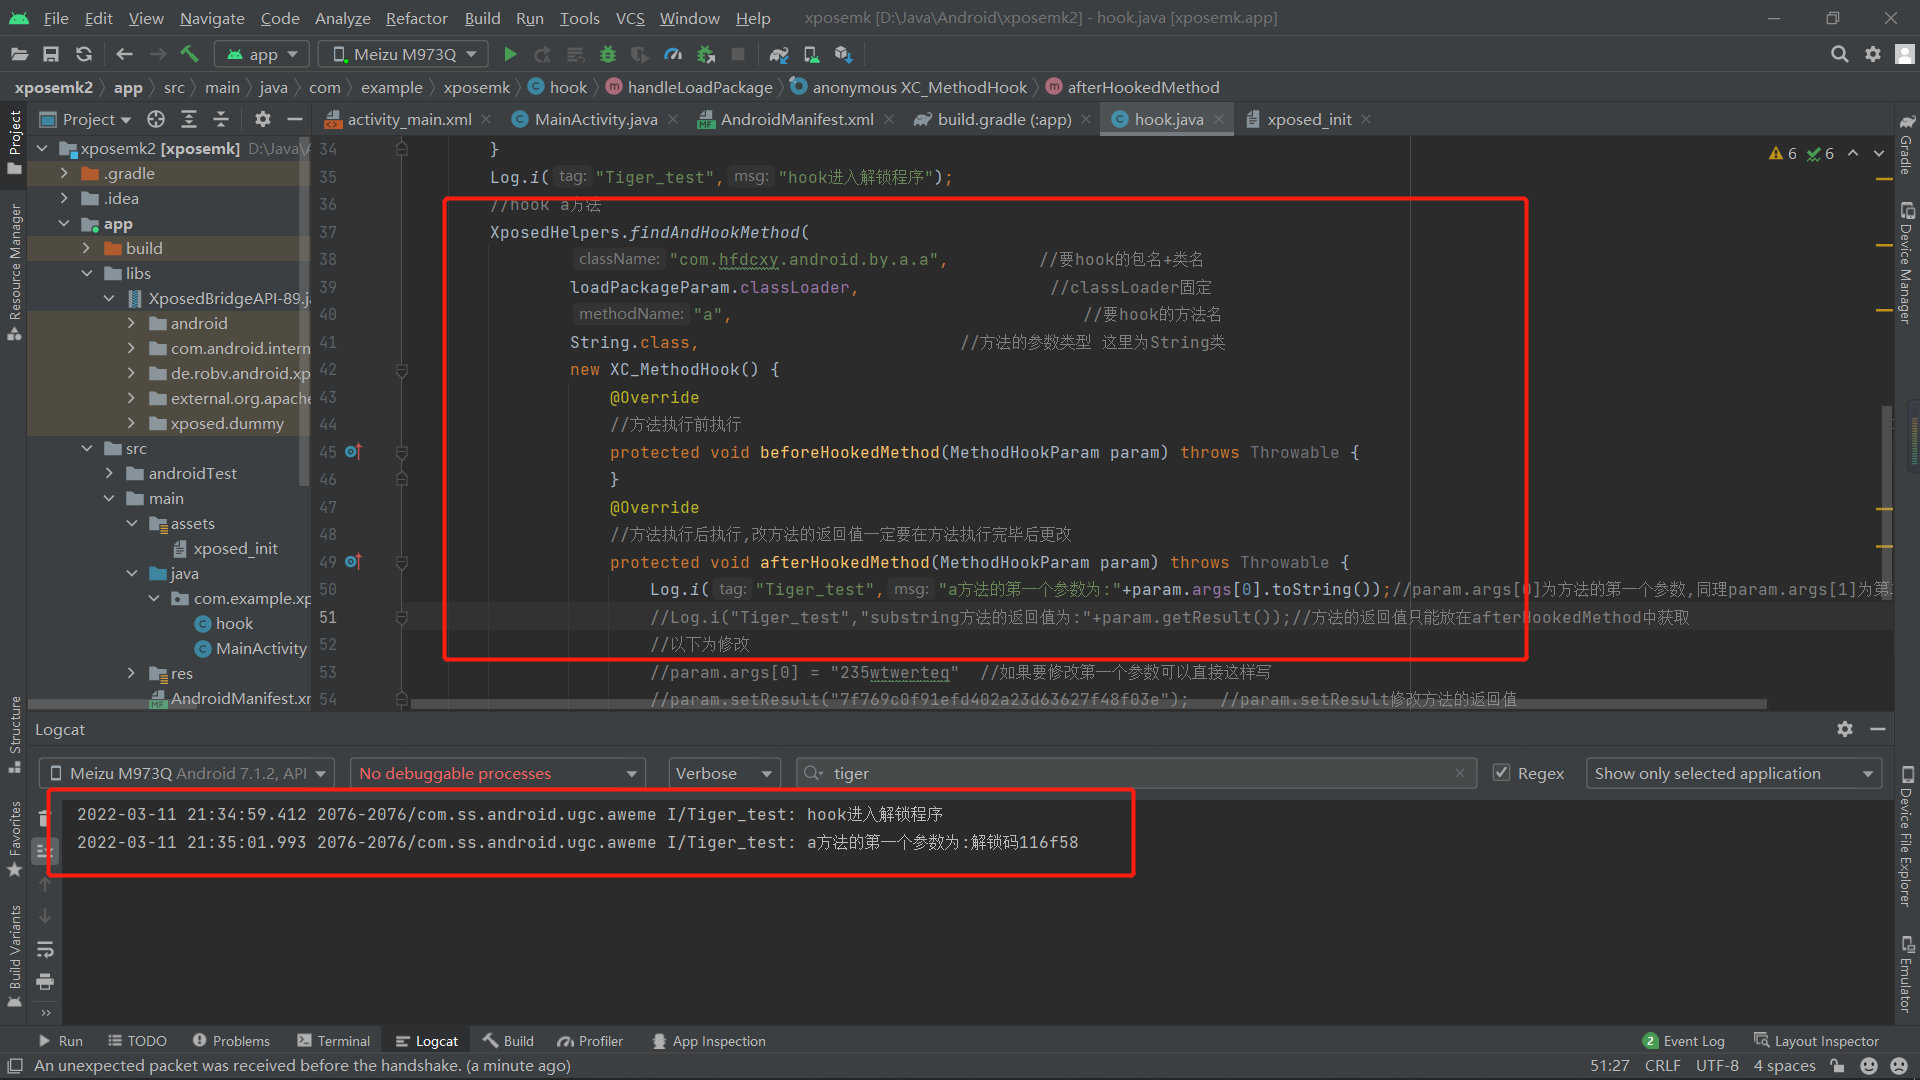 File Edit View Navigate Code Analyze Refactor Build Run Tools VCS Window Help xposemk [D:\Java\Android\xposemk2] - hook.java [xposemk.app]
app Meizu M973Q
xposemk2 app src main java com example xposemk hook handleLoadPackage anonymous XC_MethodHook afterHookedMethod
Project activity_main.xml MainActivity.java AndroidManifest.xml build.gradle (:app) hook.java xposed_init
Project
Resource Manager
Structure
Favorites
Build Variants
xposemk2 [xposemk] D:\Java\A
.gradle
.idea
app
build
libs
XposedBridgeAPI-89.ja
android
com.android.intern
de.robv.android.xp
external.org.apache
xposed.dummy
src
androidTest
main
assets
xposed_init
java
com.example.xp
hook
MainActivity
res
AndroidManifest.xm
6 6
34 }
35 Log.i( tag: "Tiger_test", msg: "hook进入解锁程序");
36 //hook a方法
37 XposedHelpers.findAndHookMethod(
38 className: "com.hfdcxy.android.by.a.a", //要hook的包名+类名
39 loadPackageParam.classLoader, //classLoader固定
40 methodName: "a", //要hook的方法名
41 String.class, //方法的参数类型 这里为String类
42 new XC_MethodHook() {
43 @Override
44 //方法执行前执行
45 protected void beforeHookedMethod(MethodHookParam param) throws Throwable {
46 }
47 @Override
48 //方法执行后执行,改方法的返回值一定要在方法执行完毕后更改
49 protected void afterHookedMethod(MethodHookParam param) throws Throwable {
50 Log.i( tag: "Tiger_test", msg: "a方法的第一个参数为:"+param.args[0].toString());//param.args[0]为方法的第一个参数,同理param.args[1]为第
51 //Log.i("Tiger_test","substring方法的返回值为:"+param.getResult());//方法的返回值只能放在afterHookedMethod中获取
52 //以下为修改
53 //param.args[0] = "235wtwerteq" //如果要修改第一个参数可以直接这样写
54 //param.setResult("7f769c0f91efd402a23d63627f48f03e"); //param.setResult修改方法的返回值
Gradle
Device Manager
Device File Explorer
Emulator
Logcat
Meizu M973Q Android 7.1.2, API No debuggable processes Verbose tiger Regex Show only selected application
2022-03-11 21:34:59.412 2076-2076/com.ss.android.ugc.aweme I/Tiger_test: hook进入解锁程序
2022-03-11 21:35:01.993 2076-2076/com.ss.android.ugc.aweme I/Tiger_test: a方法的第一个参数为:解锁码116f58
Run TODO Problems Terminal Logcat Build Profiler App Inspection 2 Event Log Layout Inspector
An unexpected packet was received before the handshake. (a minute ago) 51:27 CRLF UTF-8 4 spaces